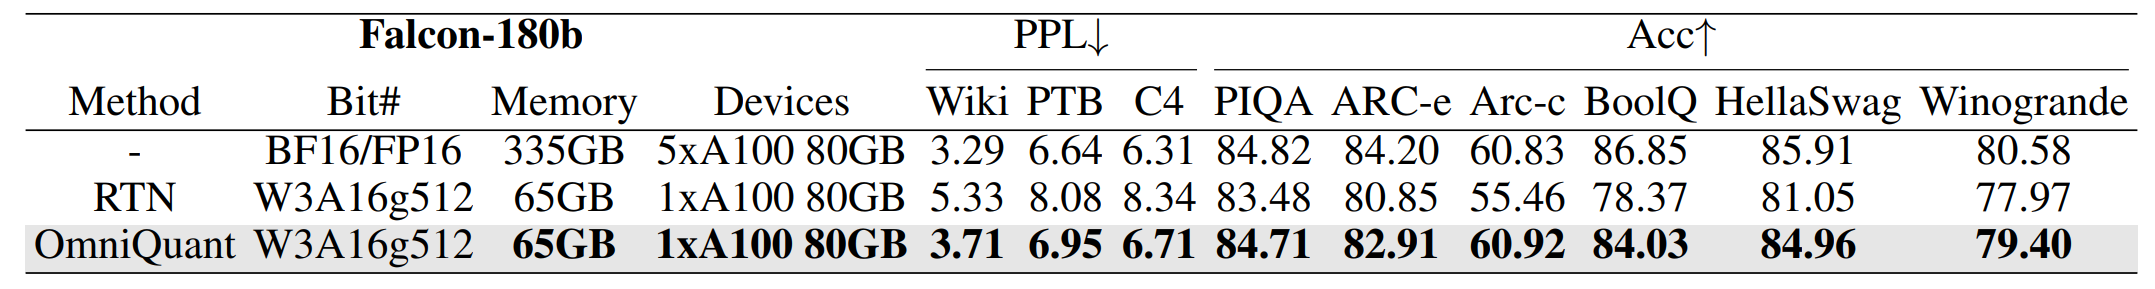 Falcon-180b PPL↓ Acc↑
Method Bit# Memory Devices Wiki PTB C4 PIQA ARC-e Arc-c BoolQ HellaSwag Winogrande
- BF16/FP16 335GB 5xA100 80GB 3.29 6.64 6.31 84.82 84.20 60.83 86.85 85.91 80.58
RTN W3A16g512 65GB 1xA100 80GB 5.33 8.08 8.34 83.48 80.85 55.46 78.37 81.05 77.97
OmniQuant W3A16g512 65GB 1xA100 80GB 3.71 6.95 6.71 84.71 82.91 60.92 84.03 84.96 79.40